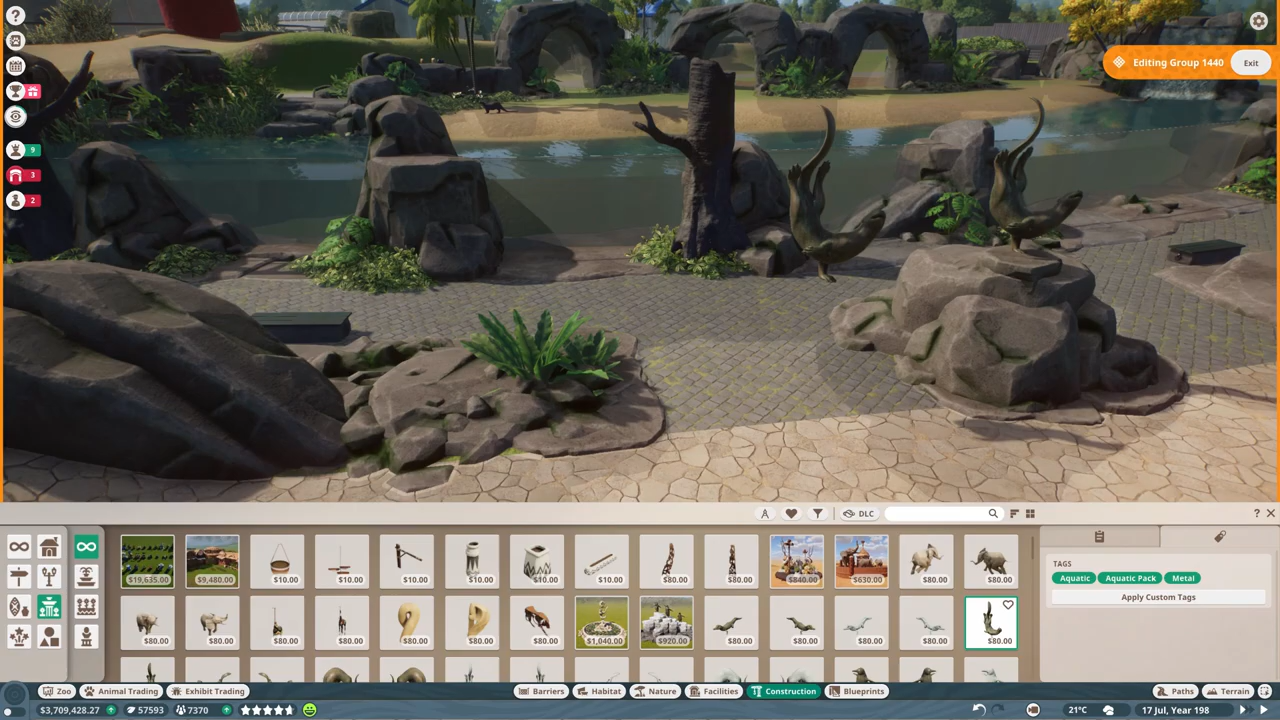 ?
Editing Group 1440
Exit
9
3
2
DLC
? ×
$19,635.00
$9,480.00
$10.00
$10.00
$10.00
$10.00
$10.00
$10.00
$80.00
$80.00
$840.00
$630.00
$80.00
$80.00
$80.00
$80.00
$80.00
$80.00
$80.00
$80.00
$80.00
$1,040.00
$920.00
$80.00
$80.00
$80.00
$80.00
$80.00
TAGS
Aquatic
Aquatic Pack
Metal
Apply Custom Tags
Zoo
Animal Trading
Exhibit Trading
Barriers
Habitat
Nature
Facilities
Construction
Blueprints
Paths
Terrain
$3,709,428.27
57593
7370
21°C
17 Jul, Year 198